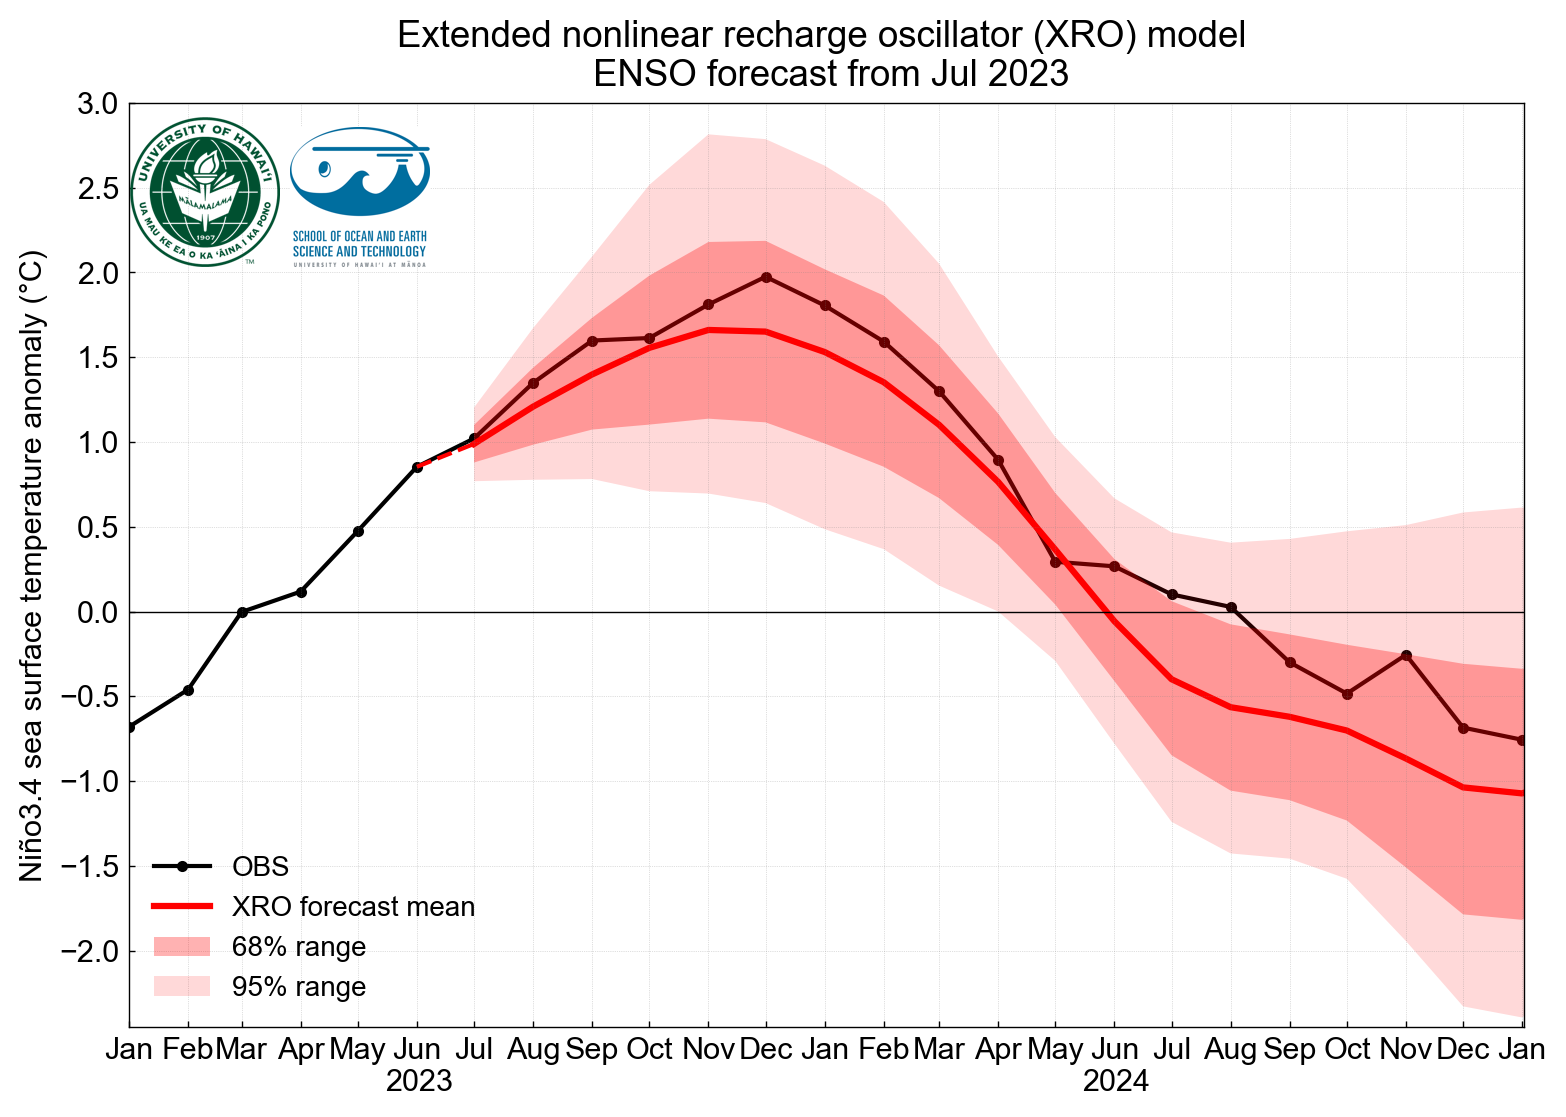 Extended nonlinear recharge oscillator (XRO) model
ENSO forecast from Jul 2023
UNIVERSITY OF HAWAIʻI
MĀLAMALAMA
1907
UA MAU KE EA O KA ʻĀINA I KA PONO
TM
SCHOOL OF OCEAN AND EARTH
SCIENCE AND TECHNOLOGY
UNIVERSITY OF HAWAIʻI AT MĀNOA
Niño3.4 sea surface temperature anomaly (°C)
3.0
2.5
2.0
1.5
1.0
0.5
0.0
−0.5
−1.0
−1.5
−2.0
OBS
XRO forecast mean
68% range
95% range
Jan Feb Mar Apr May Jun Jul Aug Sep Oct Nov Dec Jan Feb Mar Apr May Jun Jul Aug Sep Oct Nov Dec Jan
2023 2024